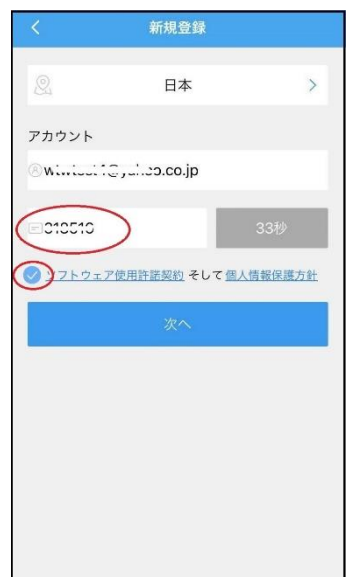 新規登録
日本
アカウント
33秒
ソフトウェア使用許諾契約 そして 個人情報保護方針
次へ